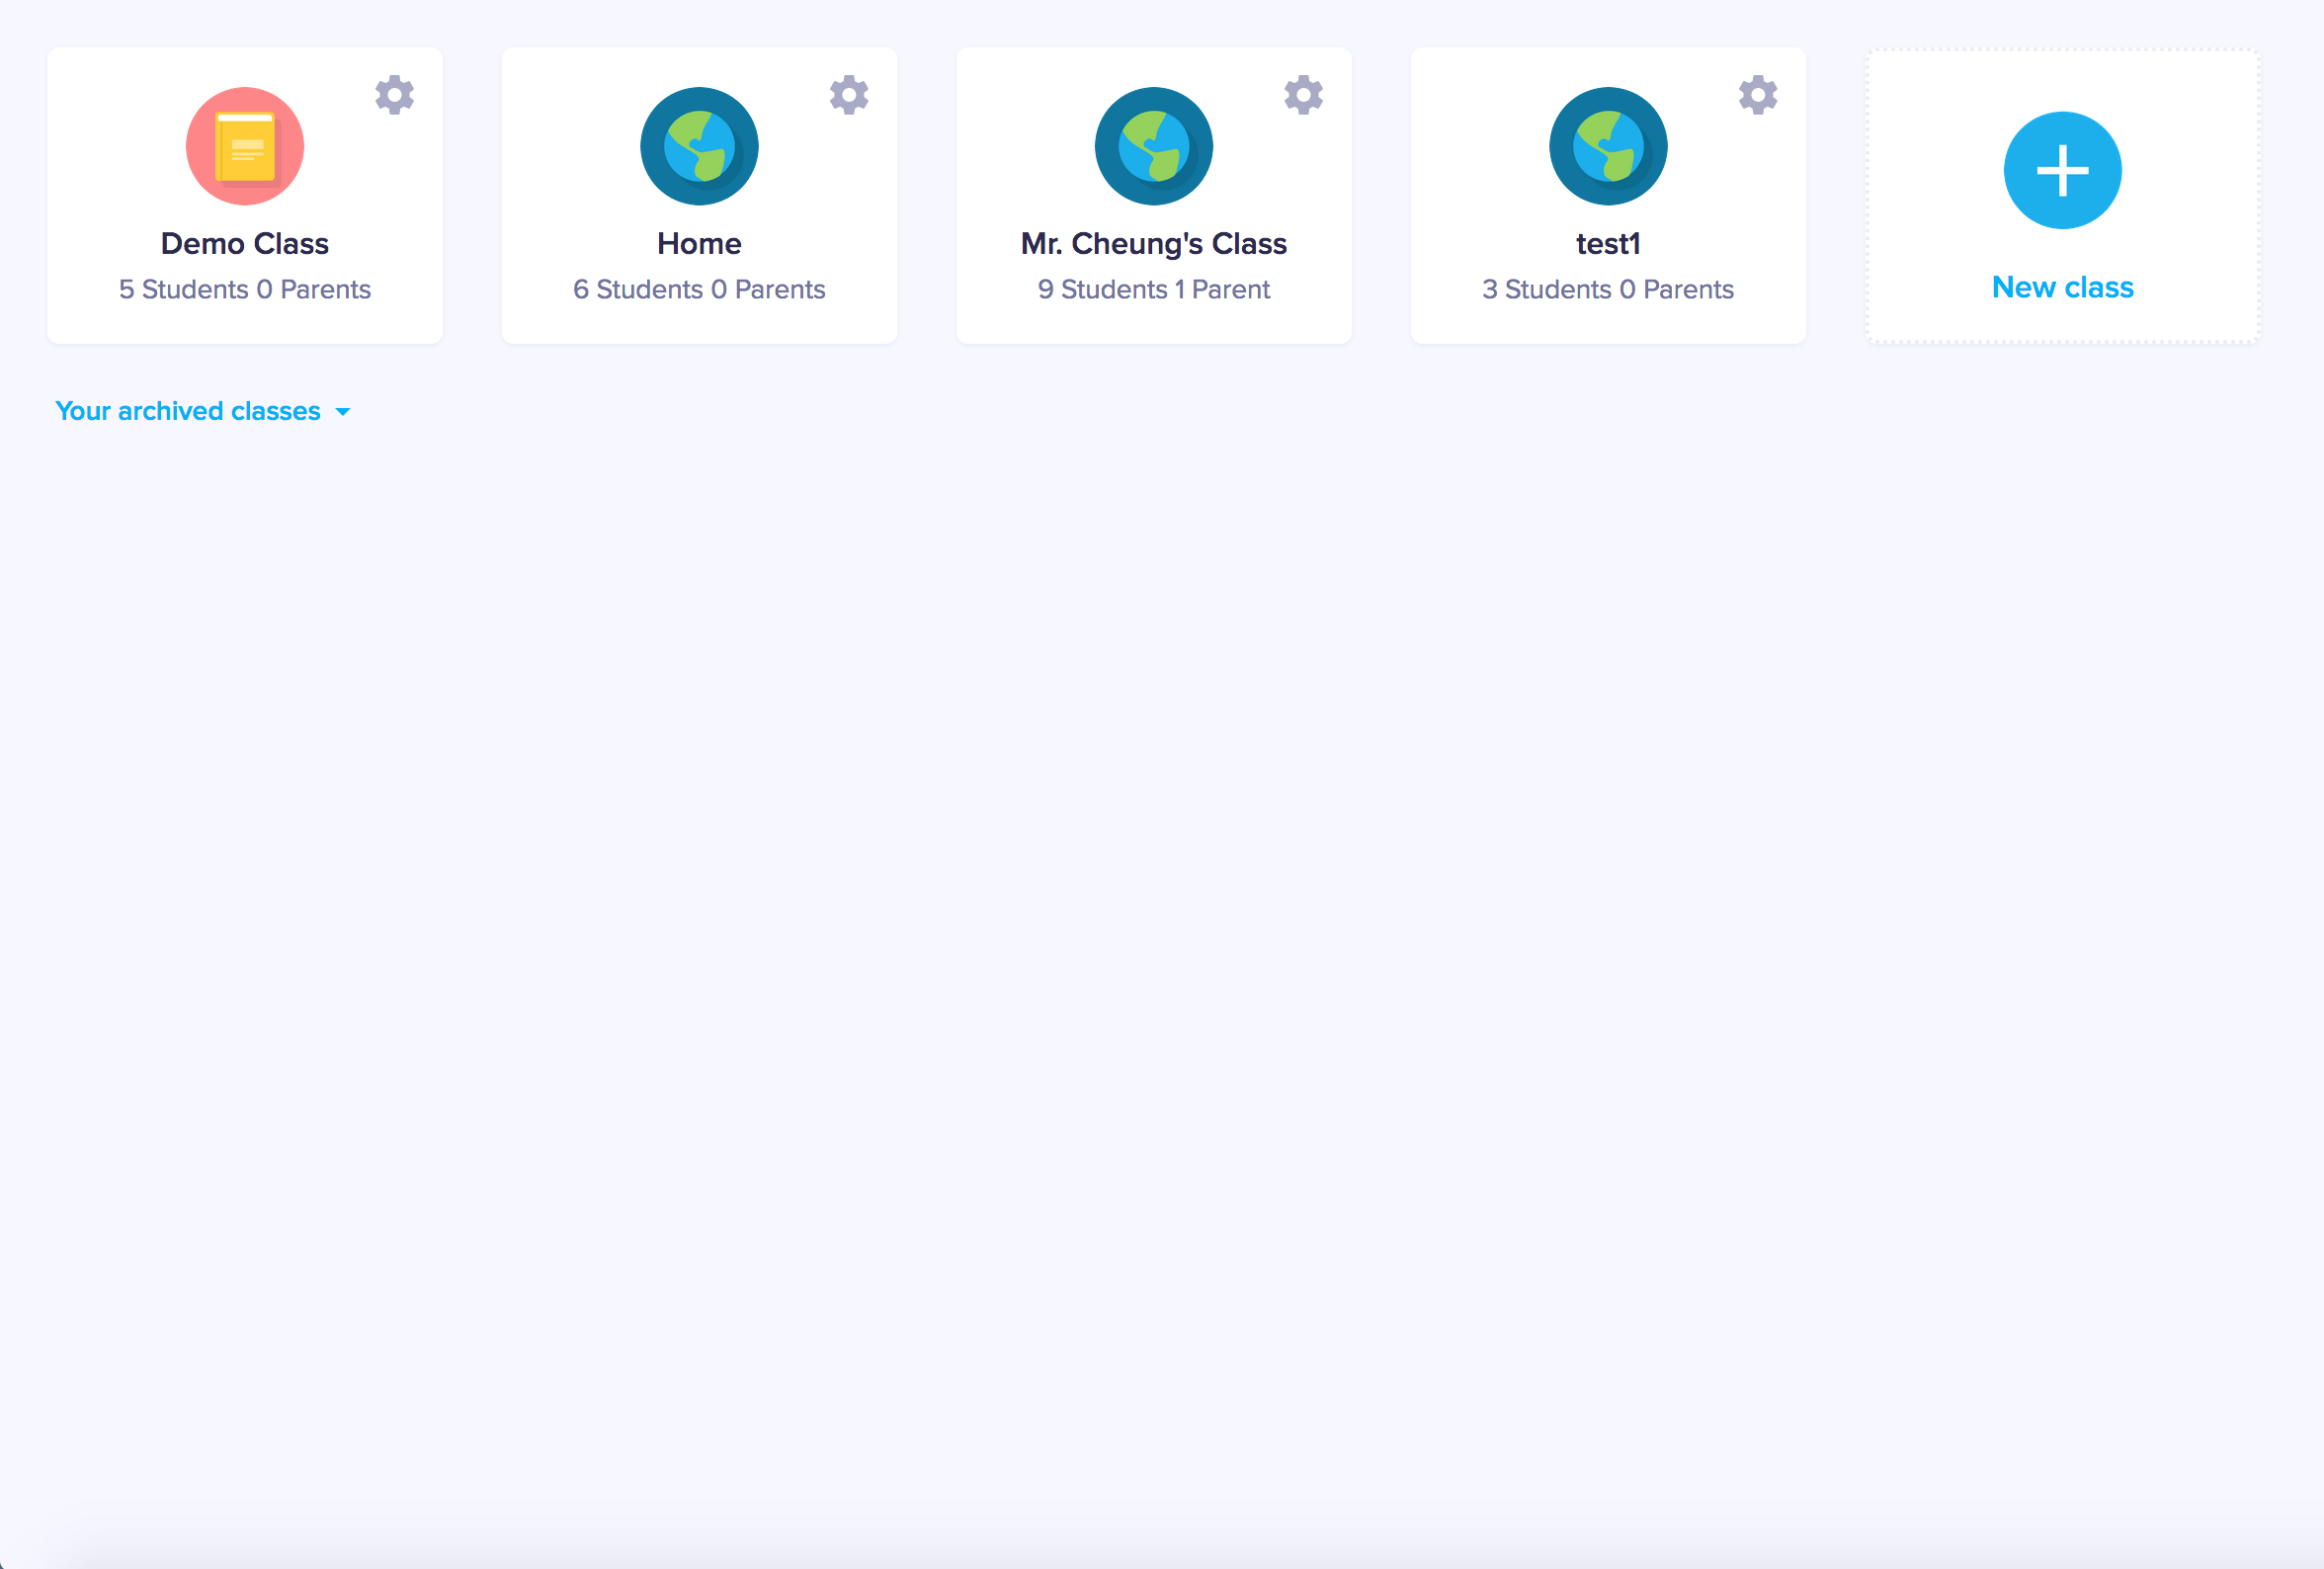 Demo Class
5 Students 0 Parents
Home
6 Students 0 Parents
Mr. Cheung's Class
9 Students 1 Parent
test1
3 Students 0 Parents
New class
Your archived classes